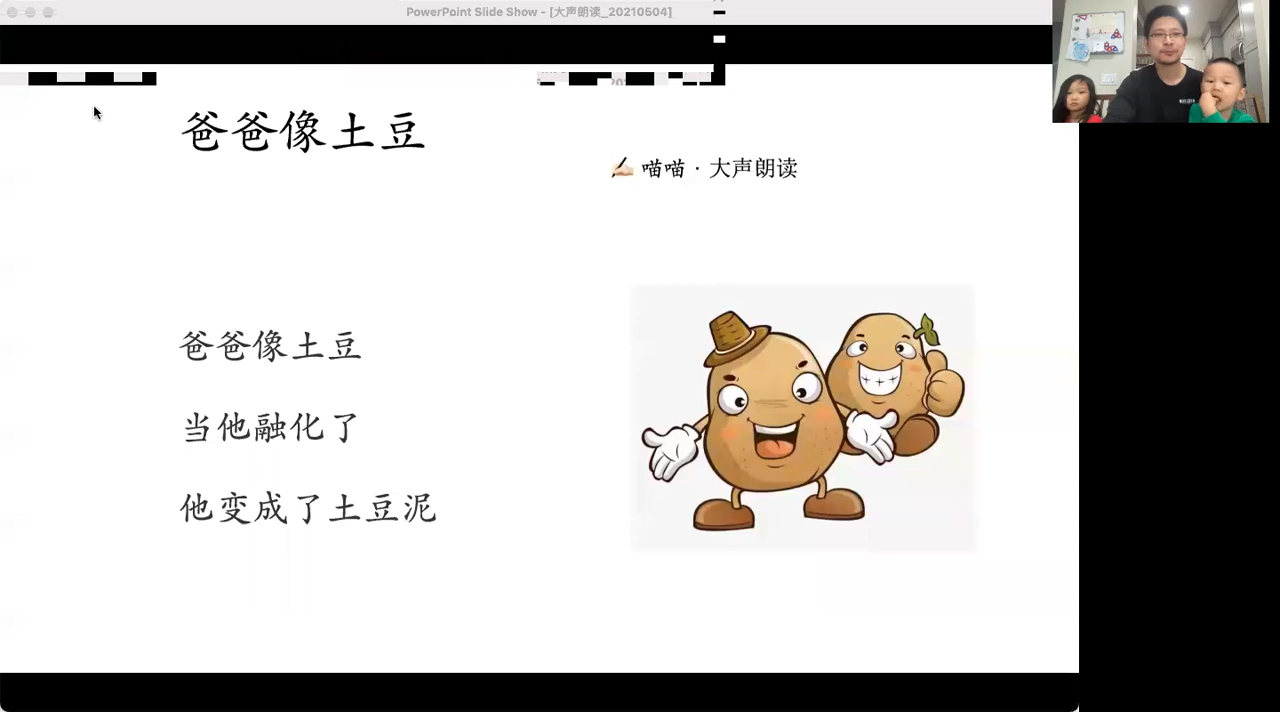 PowerPoint Slide Show - [大声朗读_20210504]
爸爸像土豆
✍🏻 喵喵 · 大声朗读
爸爸像土豆
当他融化了
他变成了土豆泥